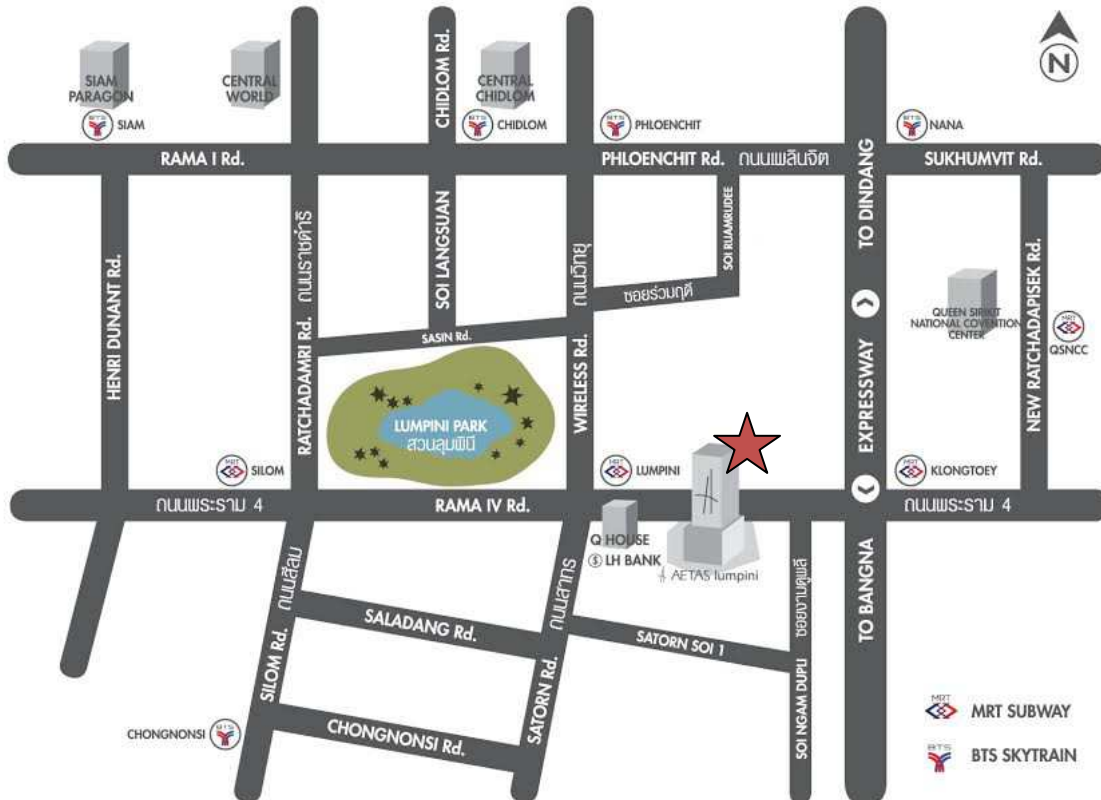 N
SIAM
PARAGON
BTS
SIAM
CENTRAL
WORLD
CHIDLOM Rd.
CENTRAL
CHIDLOM
BTS
CHIDLOM
BTS
PHLOENCHIT
BTS
NANA
RAMA I Rd.
PHLOENCHIT Rd. ถนนเพลินจิต
SUKHUMVIT Rd.
TO DINDANG
HENRI DUNANT Rd.
ถนนราชดำริ
RATCHADAMRI Rd.
SOI LANGSUAN
ถนนวิทยุ
WIRELESS Rd.
SOI RUAMRUDEE
ซอยร่วมฤดี
SASIN Rd.
QUEEN SIRIKIT
NATIONAL COVENTION
CENTER
NEW RATCHADAPISEK Rd.
MRT
QSNCC
EXPRESSWAY
LUMPINI PARK
สวนลุมพินี
MRT
SILOM
MRT
LUMPINI
MRT
KLONGTOEY
ถนนพระราม 4
RAMA IV Rd.
ถนนพระราม 4
Q HOUSE
LH BANK
AETAS lumpini
ถนนสีลม
SILOM Rd.
ถนนสาทร
SATORN Rd.
SALADANG Rd.
SATORN SOI 1
ซอยงามดูพลี
SOI NGAM DUPLI
TO BANGNA
CHONGNONSI
BTS
CHONGNONSI Rd.
MRT
MRT SUBWAY
BTS
BTS SKYTRAIN